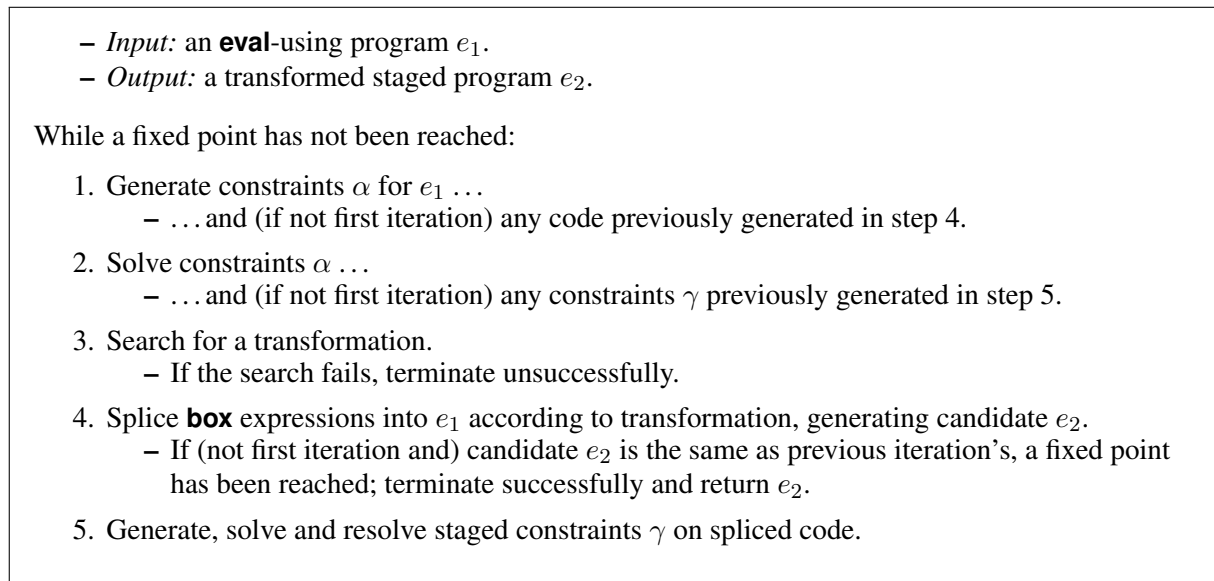 – Input: an eval-using program e₁.
– Output: a transformed staged program e₂.
While a fixed point has not been reached:
1. Generate constraints α for e₁ …
– … and (if not first iteration) any code previously generated in step 4.
2. Solve constraints α …
– … and (if not first iteration) any constraints γ previously generated in step 5.
3. Search for a transformation.
– If the search fails, terminate unsuccessfully.
4. Splice box expressions into e₁ according to transformation, generating candidate e₂.
– If (not first iteration and) candidate e₂ is the same as previous iteration's, a fixed point
has been reached; terminate successfully and return e₂.
5. Generate, solve and resolve staged constraints γ on spliced code.